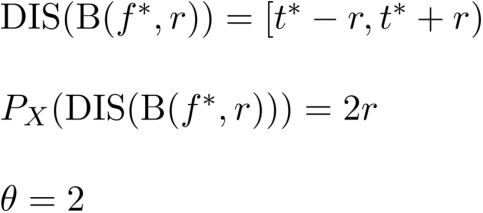 DIS(B(f*, r)) = [t* − r, t* + r)
P_X(DIS(B(f*, r))) = 2r
θ = 2